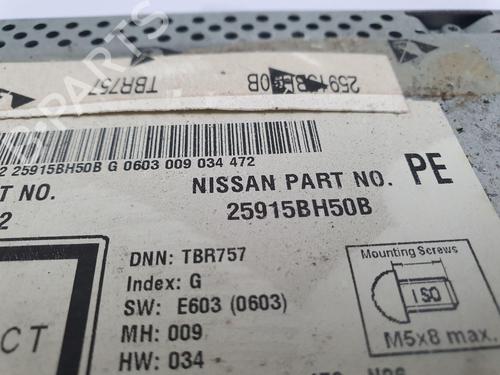 TBR757
25915BH50B
2 25915BH50B G 0603 009 034 472
T NO.
NISSAN PART NO.
PE
2
25915BH50B
DNN: TBR757
Index: G
SW: E603 (0603)
MH: 009
HW: 034
CT
Mounting Screws
ISO
M5x8 max.